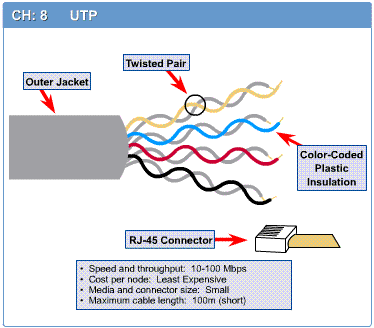 CH: 8 UTP
Twisted Pair
Outer Jacket
Color-Coded
Plastic
Insulation
RJ-45 Connector
• Speed and throughput: 10-100 Mbps
• Cost per node: Least Expensive
• Media and connector size: Small
• Maximum cable length: 100m (short)